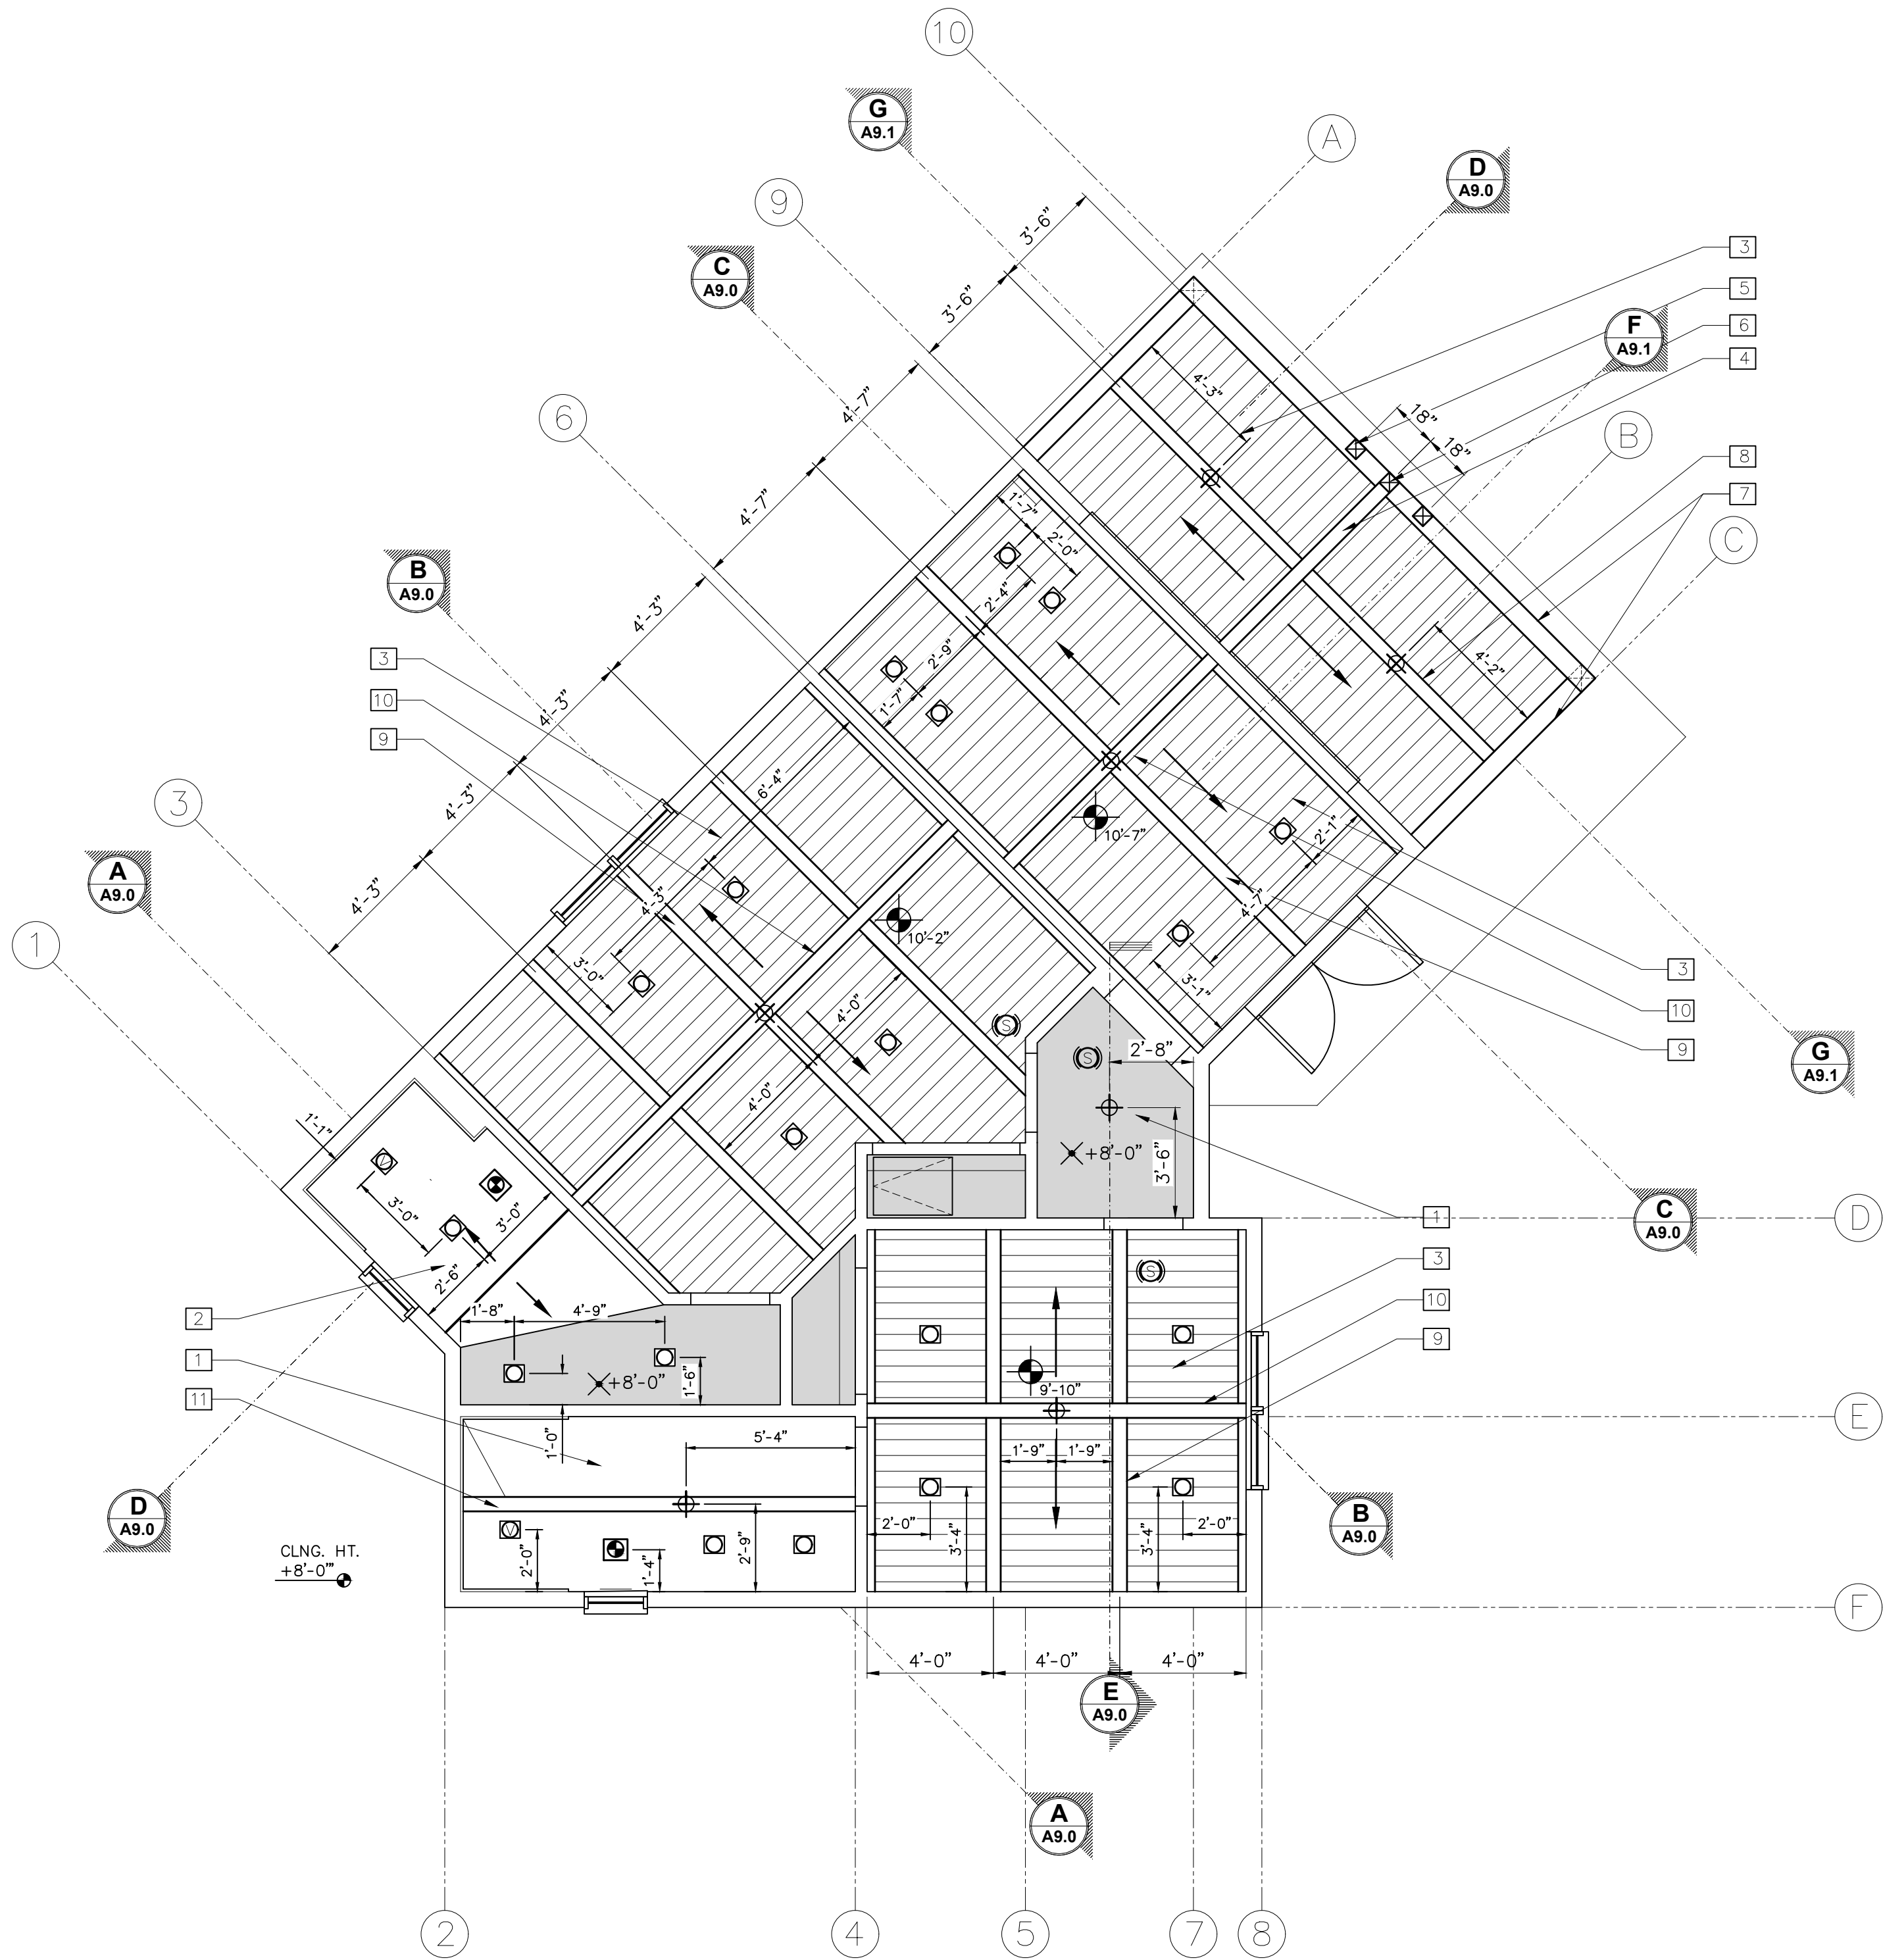 10
G
A9.1
A
D
A9.0
9
3'-6"
3
C
A9.0
5
3'-6"
F
A9.1
6
4
4'-3"
4'-7"
6
18"
18"
B
8
7
4'-7"
1'-7"
2'-0"
C
B
A9.0
2'-4"
4'-3"
2'-9"
3
1'-7"
4'-2"
10
4'-3"
9
6'-4"
3
4'-3"
10'-7"
2'-1"
A
A9.0
4'-3"
4'-3"
4'-7"
1
10'-2"
3'-0"
3
3'-1"
10
4'-0"
S
9
S
2'-8"
G
A9.1
4'-0"
1'-1"
+8'-0"
3'-6"
V
3'-0"
3'-0"
1
C
A9.0
D
3
S
2'-6"
10
2
1'-8"
4'-9"
9
1
+8'-0"
1'-6"
9'-10"
11
E
1'-0"
5'-4"
1'-9"
1'-9"
D
A9.0
V
2'-0"
2'-0"
B
A9.0
CLNG. HT.
+8'-0'"
2'-0"
1'-4"
2'-9"
3'-4"
3'-4"
F
4'-0"
4'-0"
4'-0"
E
A9.0
A
A9.0
2
4
5
7
8